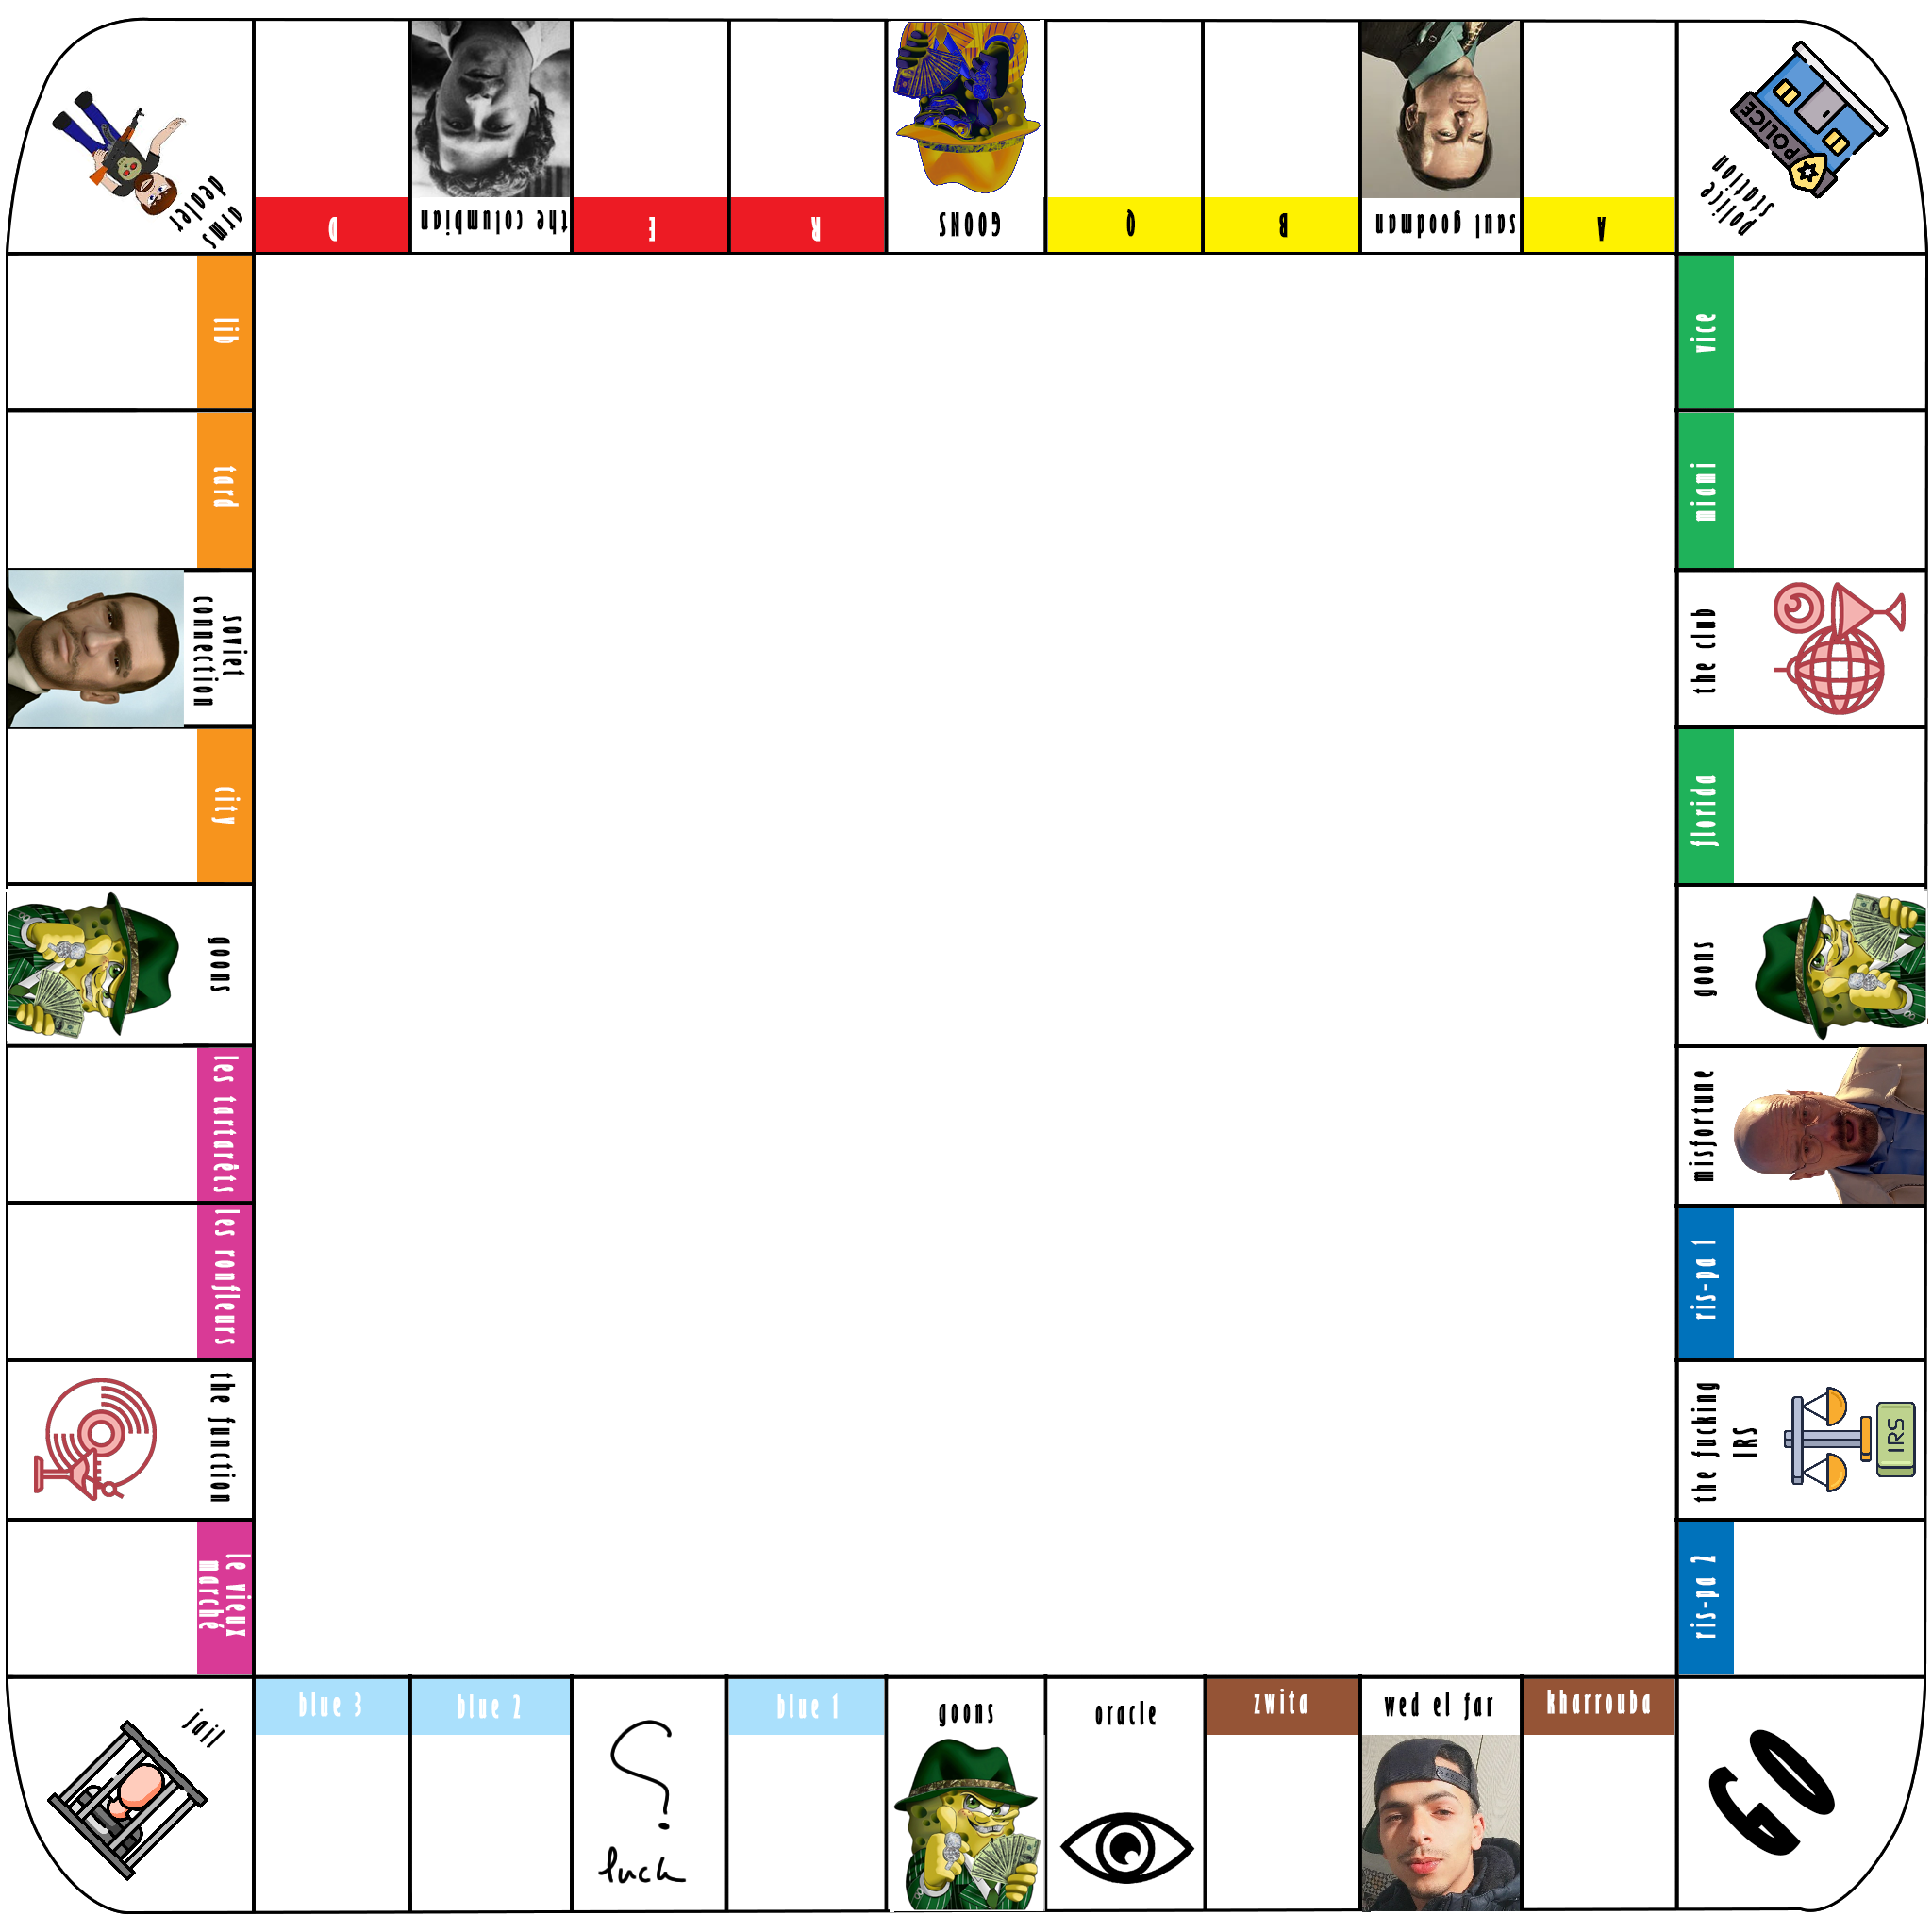 arms
dealer
D
the columbian
E
R
GOONS
Q
B
saul goodman
A
police
station
POLICE
vice
miami
the club
florida
goons
misfortune
ris-pa 1
the fucking
IRS
IRS
ris-pa 2
GO
kharrouba
wed el far
zwita
oracle
goons
blue 1
luck
blue 2
blue 3
jail
le vieux
marché
the function
les ronfleurs
les tartarêts
goons
city
soviet
connection
tard
lib